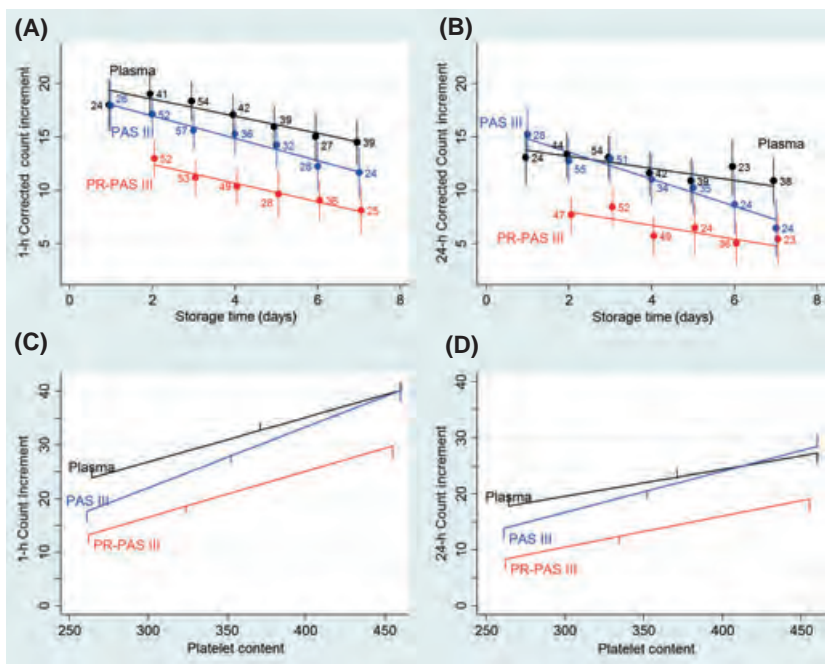 (A)
1-h Corrected count increment
20
15
10
5
Plasma
41
54
42
39
27
39
24
26
52
57
36
32
28
24
PAS III
52
53
49
28
36
25
PR-PAS III
0 2 4 6 8
Storage time (days)
(B)
24-h Corrected count increment
20
15
10
5
PAS III
28
Plasma
24
44
54
42
39
23
38
55
51
34
35
24
24
47
52
49
24
36
23
PR-PAS III
0 2 4 6 8
Storage time (days)
(C)
1-h Count increment
40
30
20
10
0
Plasma
PAS III
PR-PAS III
250 300 350 400 450
Platelet content
(D)
24-h Count increment
40
30
20
10
0
Plasma
PAS III
PR-PAS III
250 300 350 400 450
Platelet content